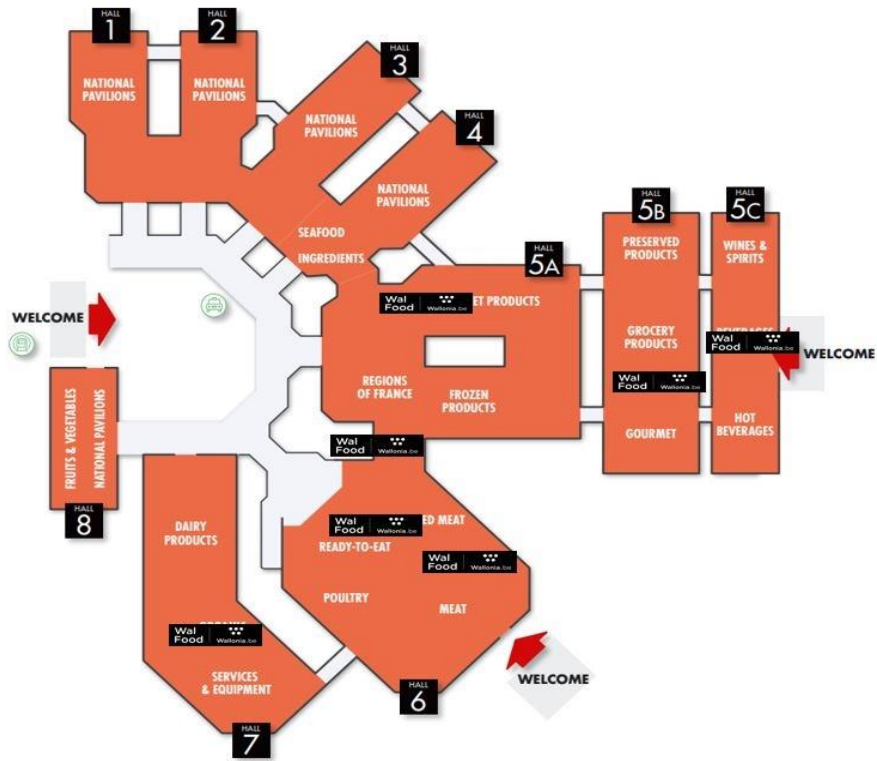 HALL
1
HALL
2
NATIONAL
PAVILIONS
NATIONAL
PAVILIONS
HALL
3
NATIONAL
PAVILIONS
HALL
4
NATIONAL
PAVILIONS
SEAFOOD
INGREDIENTS
HALL
5A
HALL
5B
HALL
5C
PRESERVED
PRODUCTS
WINES &
SPIRITS
Wal
Food
Wallonia.be
ET PRODUCTS
WELCOME
GROCERY
PRODUCTS
Wal
Food
Wallonia.be
WELCOME
REGIONS
OF FRANCE
FROZEN
PRODUCTS
Wal
Food
Wallonia.be
GOURMET
HOT
BEVERAGES
FRUITS & VEGETABLES
NATIONAL PAVILIONS
HALL
8
Wal
Food
Wallonia.be
DAIRY
PRODUCTS
Wal
Food
Wallonia.be
ED MEAT
READY-TO-EAT
Wal
Food
Wallonia.be
POULTRY
MEAT
Wal
Food
Wallonia.be
SERVICES
& EQUIPMENT
WELCOME
HALL
6
HALL
7